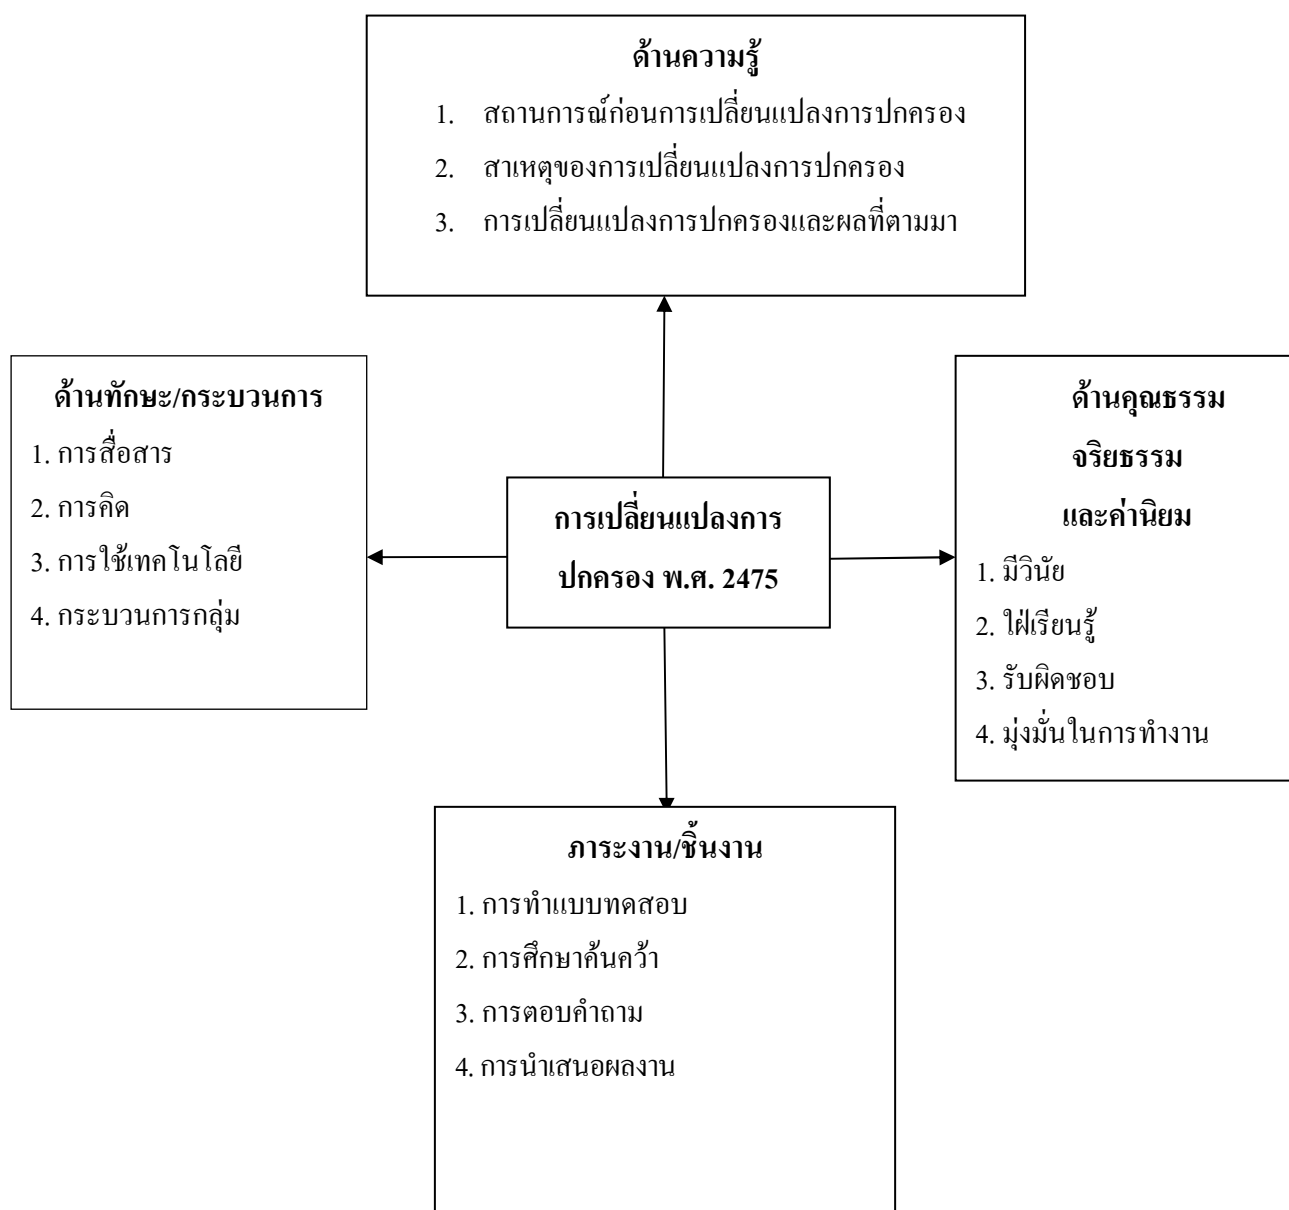 ด้านความรู้
1. สถานการณ์ก่อนการเปลี่ยนแปลงการปกครอง
2. สาเหตุของการเปลี่ยนแปลงการปกครอง
3. การเปลี่ยนแปลงการปกครองและผลที่ตามมา
ด้านทักษะ/กระบวนการ
1. การสื่อสาร
2. การคิด
3. การใช้เทคโนโลยี
4. กระบวนการกลุ่ม
การเปลี่ยนแปลงการ
ปกครอง พ.ศ. 2475
ด้านคุณธรรม
จริยธรรม
และค่านิยม
1. มีวินัย
2. ใฝ่เรียนรู้
3. รับผิดชอบ
4. มุ่งมั่นในการทำงาน
ภาระงาน/ชิ้นงาน
1. การทำแบบทดสอบ
2. การศึกษาค้นคว้า
3. การตอบคำถาม
4. การนำเสนอผลงาน